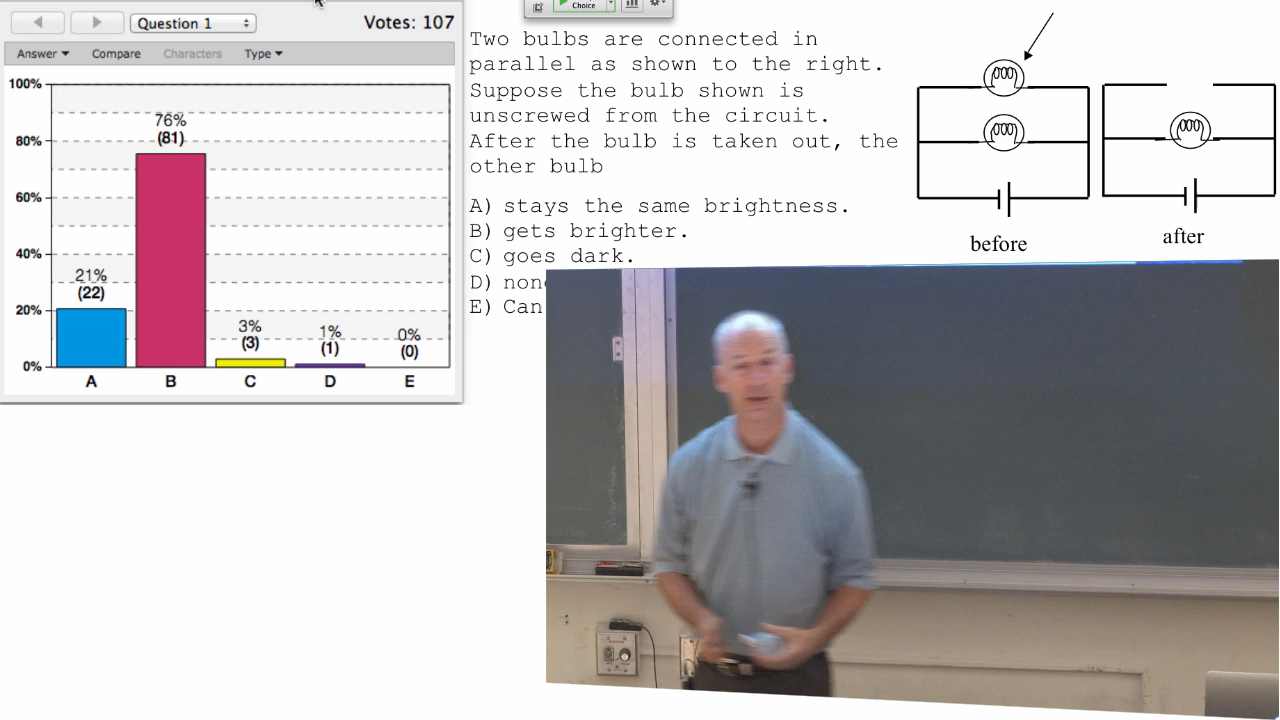 Question 1
Votes: 107
Answer Compare Characters Type
100%
80%
60%
40%
20%
0%
21%
(22)
76%
(81)
3%
(3)
1%
(1)
0%
(0)
A B C D E
Choice
Two bulbs are connected in
parallel as shown to the right.
Suppose the bulb shown is
unscrewed from the circuit.
After the bulb is taken out, the
other bulb
A) stays the same brightness.
B) gets brighter.
C) goes dark.
D)
E) Can
before
after